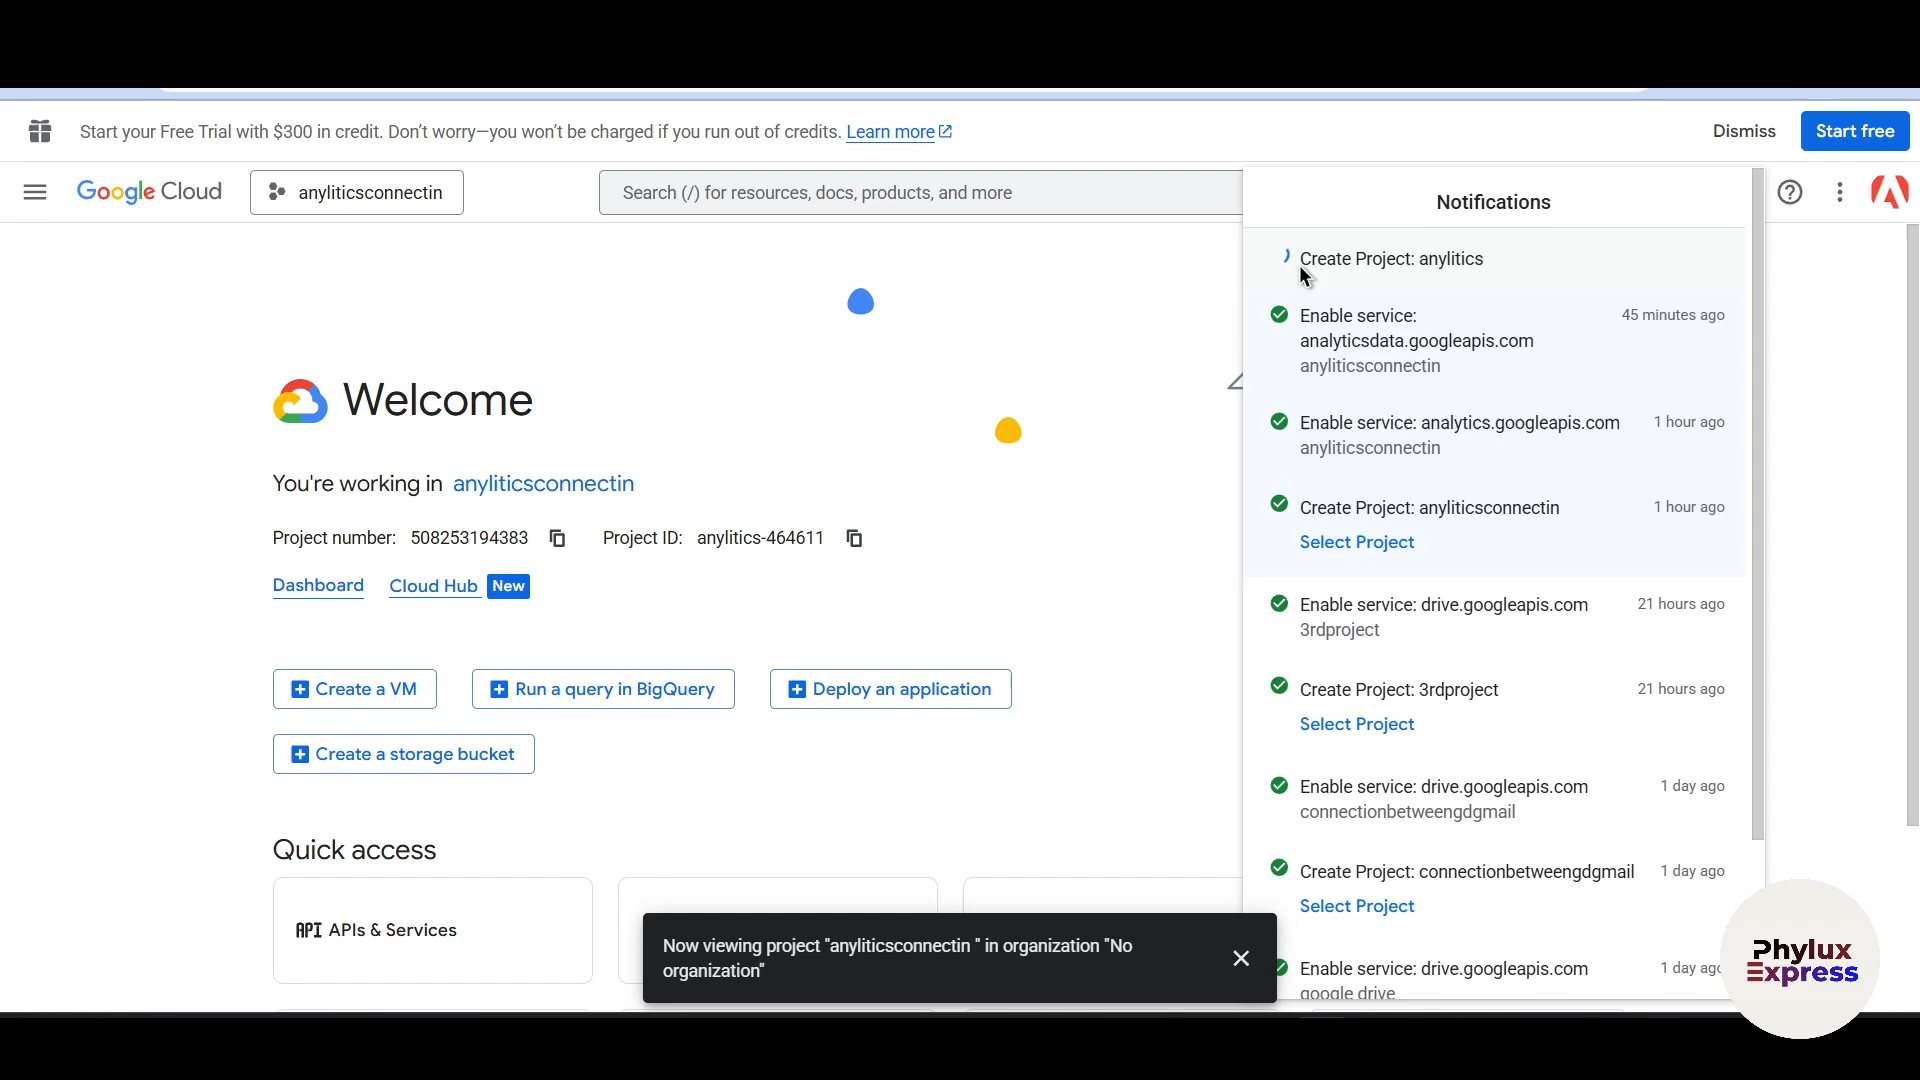 Start your Free Trial with $300 in credit. Don't worry—you won't be charged if you run out of credits. Learn more
Dismiss
Start free
Google Cloud
anyliticsconnectin
Search (/) for resources, docs, products, and more
Notifications
Create Project: anylitics
Enable service:
analyticsdata.googleapis.com
anyliticsconnectin
45 minutes ago
Enable service: analytics.googleapis.com
anyliticsconnectin
1 hour ago
Create Project: anyliticsconnectin
1 hour ago
Select Project
Enable service: drive.googleapis.com
3rdproject
21 hours ago
Create Project: 3rdproject
21 hours ago
Select Project
Enable service: drive.googleapis.com
connectionbetweengdgmail
1 day ago
Create Project: connectionbetweengdgmail
1 day ago
Select Project
Enable service: drive.googleapis.com
google drive
1 day ago
Welcome
You're working in anyliticsconnectin
Project number: 508253194383
Project ID: anylitics-464611
Dashboard
Cloud Hub New
Create a VM
Run a query in BigQuery
Deploy an application
Create a storage bucket
Quick access
API APIs & Services
Now viewing project "anyliticsconnectin " in organization "No
organization"
Phylux
Express